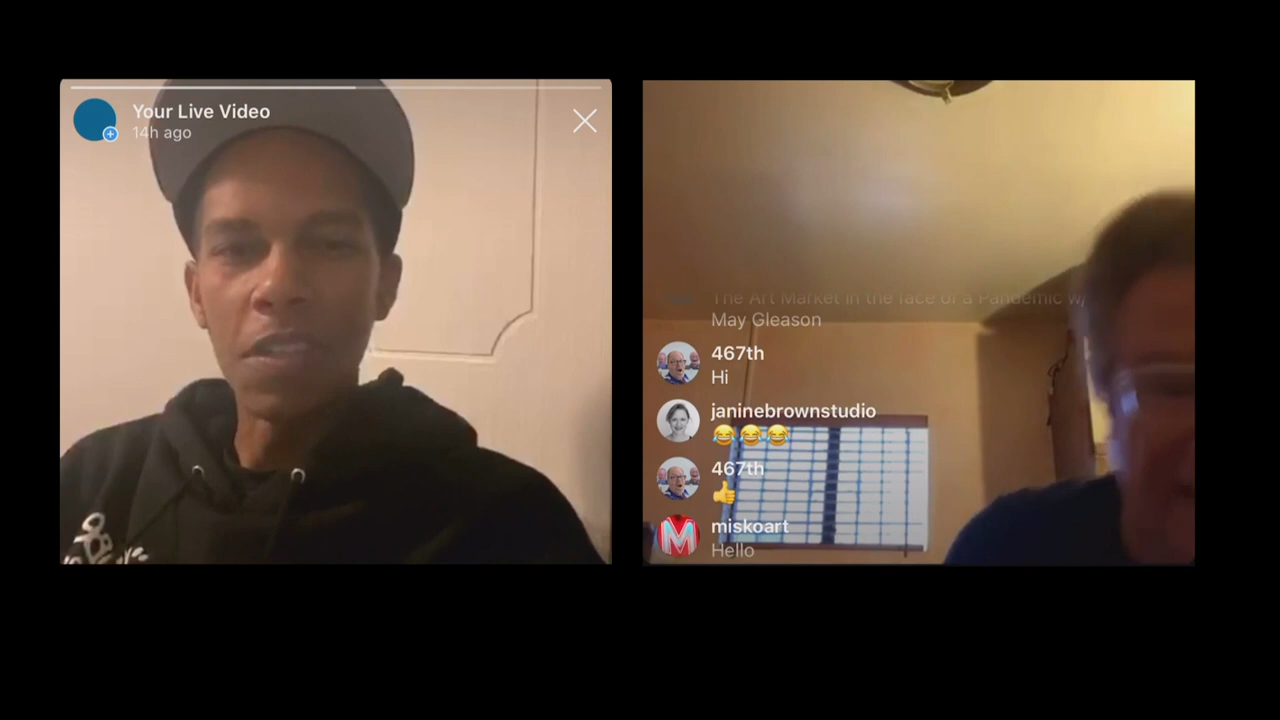 Your Live Video
14h ago
The Art Market in the face of a Pandemic w/
May Gleason
467th
Hi
janinebrownstudio
😂😂😂
467th
👍
miskoart
Hello